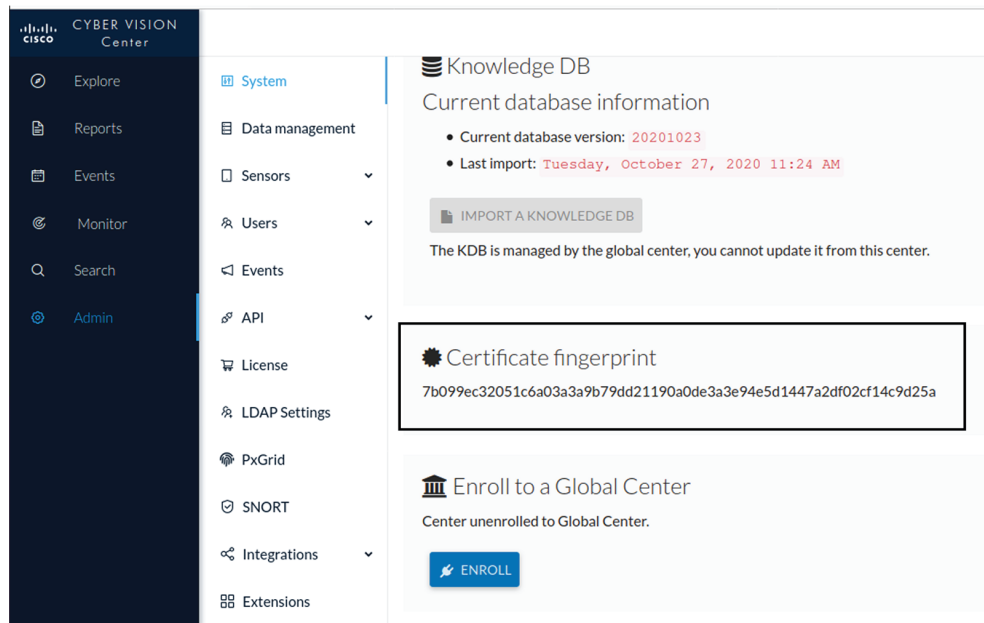 CISCO
CYBER VISION
Center
Explore
Reports
Events
Monitor
Search
Admin
System
Data management
Sensors
Users
Events
API
License
LDAP Settings
PxGrid
SNORT
Integrations
Extensions
Knowledge DB
Current database information
Current database version: 20201023
Last import: Tuesday, October 27, 2020 11:24 AM
IMPORT A KNOWLEDGE DB
The KDB is managed by the global center, you cannot update it from this center.
Certificate fingerprint
7b099ec32051c6a03a3a9b79dd21190a0de3a3e94e5d1447a2df02cf14c9d25a
Enroll to a Global Center
Center unenrolled to Global Center.
ENROLL